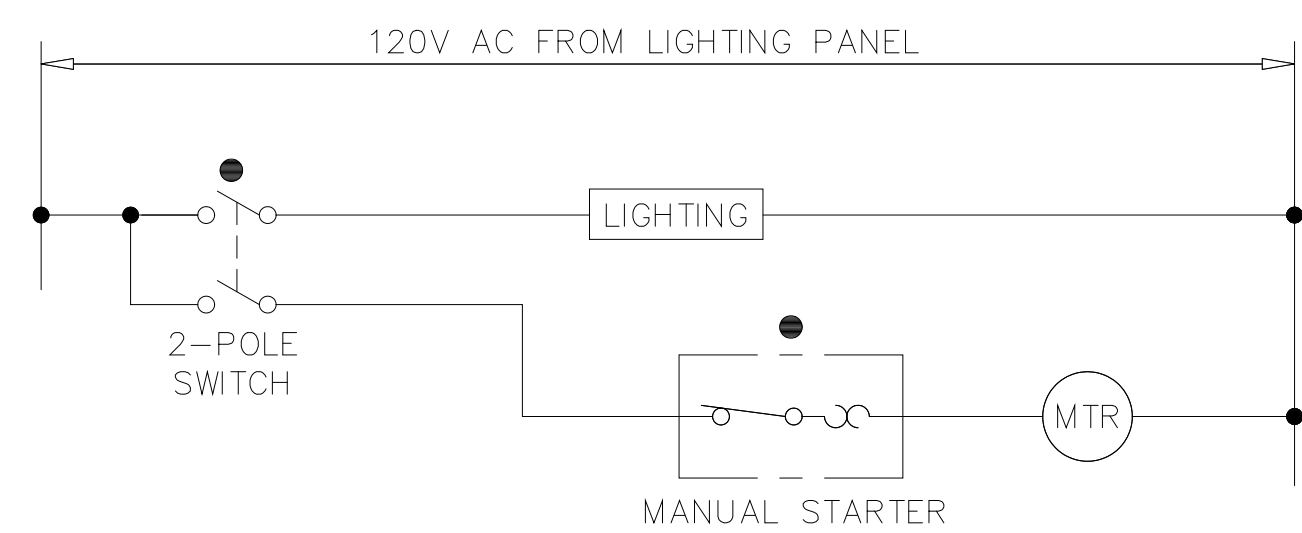 120V AC FROM LIGHTING PANEL
LIGHTING
2-POLE
SWITCH
MTR
MANUAL STARTER